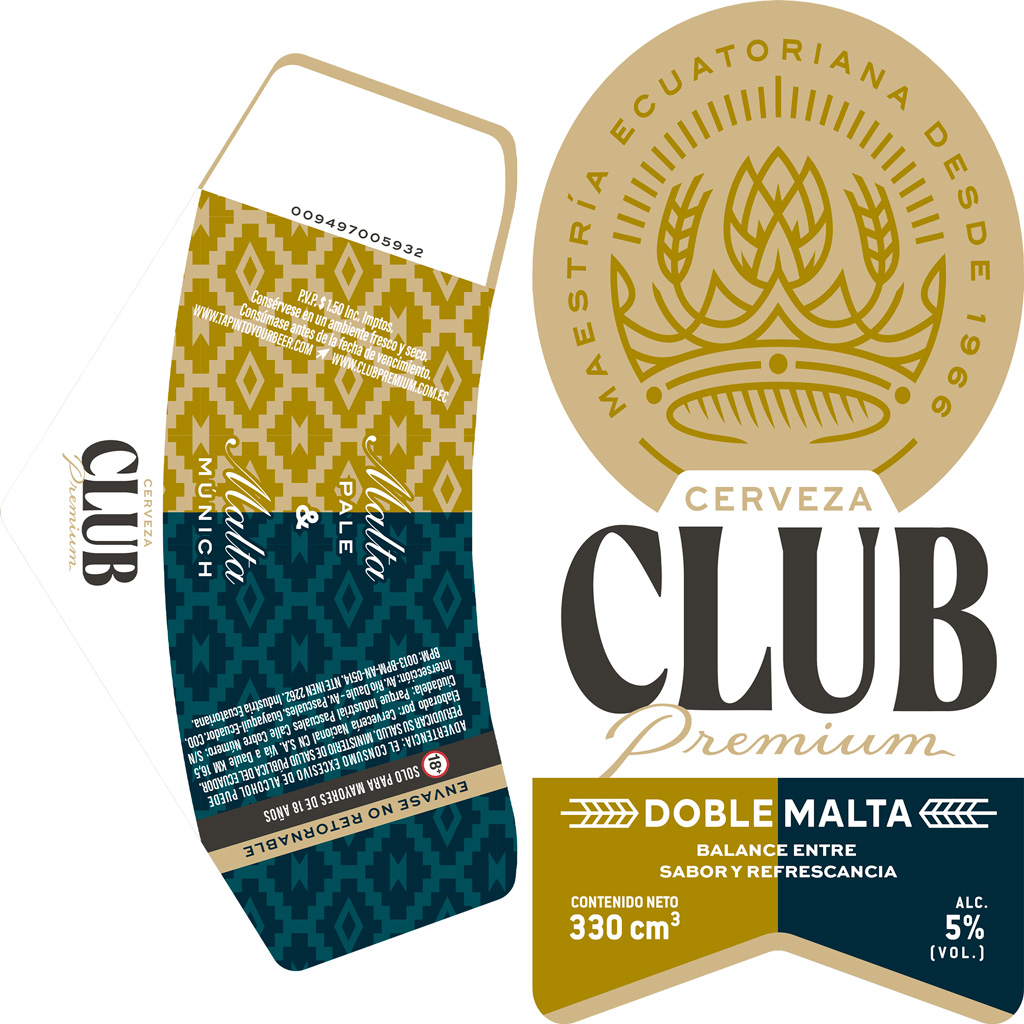 009497005932
P.V.P. $ 1.50 Inc. Imptos.
Consérvese en un ambiente fresco y seco.
Consúmase antes de la fecha de vencimiento.
WWW.TAPINTOYOURBEER.COM WWW.CLUBPREMIUM.COM.EC
Malta
PALE
&
Malta
MÚNICH
CERVEZA
CLUB
Premium
ADVERTENCIA: EL CONSUMO EXCESIVO DE ALCOHOL PUEDE
PERJUDICAR SU SALUD. MINISTERIO DE SALUD PÚBLICA DEL ECUADOR.
Elaborado por: Cervecería Nacional CN S.A. Vía a Daule KM 16.5
Ciudadela: Parque Industrial Pascuales Calle Cobre Número: S/N
Intersección: Av. Río Daule - Av. Pascuales. Guayaquil-Ecuador. COD.
BPM: 0013-BPM-AN-0514. NTE INEN 2262. Industria Ecuatoriana.
18+ SOLO PARA MAYORES DE 18 AÑOS
ENVASE NO RETORNABLE
MAESTRÍA ECUATORIANA DESDE 1966
CERVEZA
CLUB
Premium
DOBLE MALTA
BALANCE ENTRE
SABOR Y REFRESCANCIA
CONTENIDO NETO
330 cm³
ALC.
5%
(VOL.)